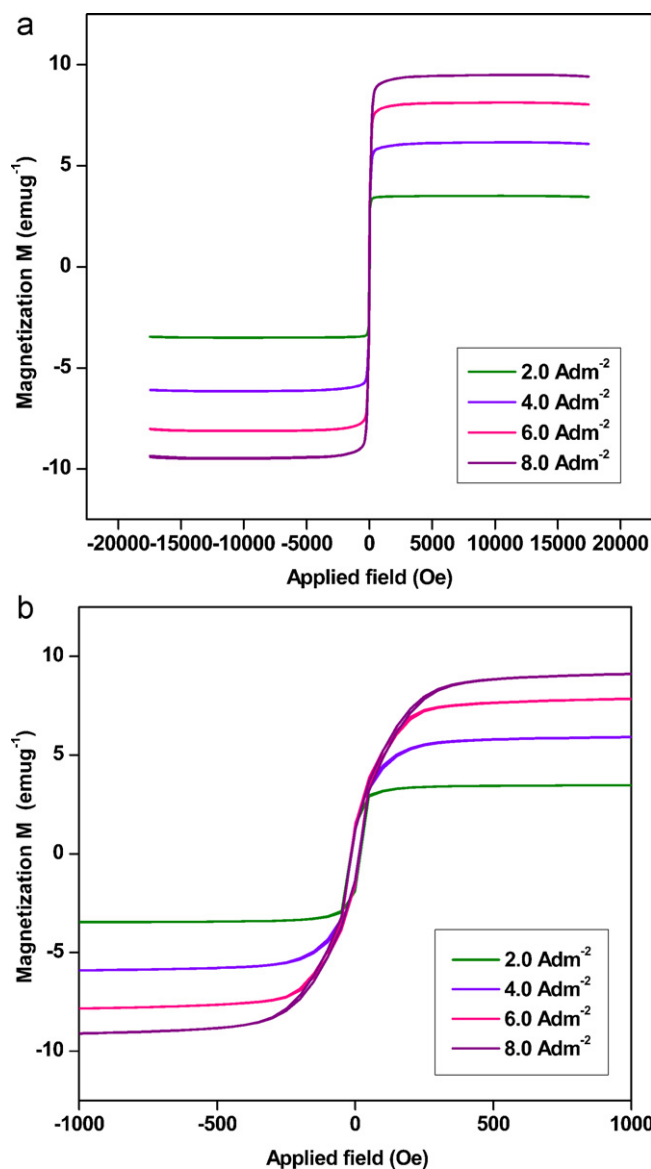 a
Magnetization M (emug⁻¹)
10
5
0
-5
-10
2.0 Adm⁻²
4.0 Adm⁻²
6.0 Adm⁻²
8.0 Adm⁻²
-20000 -15000 -10000 -5000 0 5000 10000 15000 20000
Applied field (Oe)
b
Magnetization M (emug⁻¹)
10
5
0
-5
-10
2.0 Adm⁻²
4.0 Adm⁻²
6.0 Adm⁻²
8.0 Adm⁻²
-1000 -500 0 500 1000
Applied field (Oe)